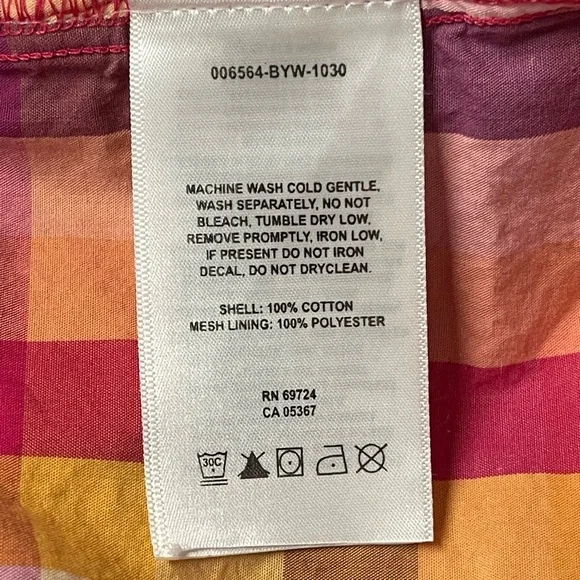 006564-BYW-1030
MACHINE WASH COLD GENTLE,
WASH SEPARATELY, NO NOT
BLEACH, TUMBLE DRY LOW,
REMOVE PROMPTLY, IRON LOW,
IF PRESENT DO NOT IRON
DECAL, DO NOT DRYCLEAN.
SHELL: 100% COTTON
MESH LINING: 100% POLYESTER
RN 69724
CA 05367
30C